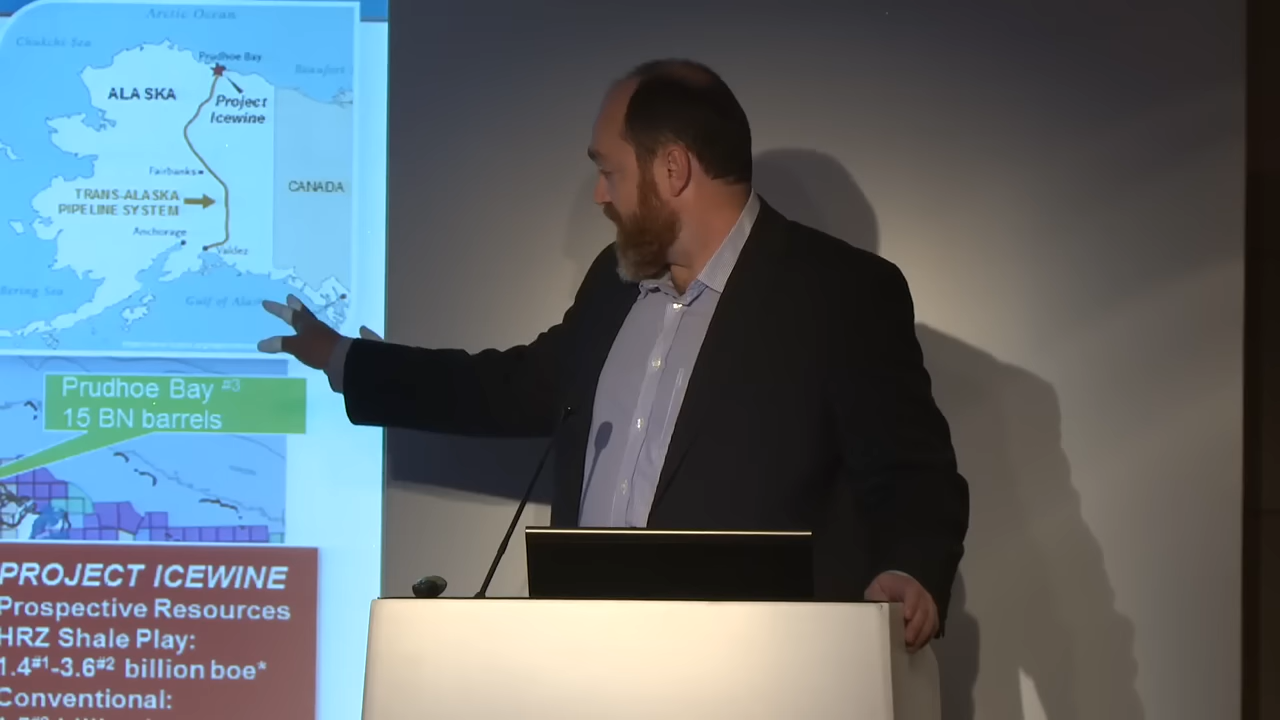 Arctic Ocean
Chukchi Sea
Prudhoe Bay
Beaufort
ALASKA
Project
Icewine
Fairbanks
CANADA
TRANS-ALASKA
PIPELINE SYSTEM
Anchorage
Valdez
Bering Sea
Gulf of Alas
Prudhoe Bay #3
15 BN barrels
PROJECT ICEWINE
Prospective Resources
HRZ Shale Play:
1.4#1-3.6#2 billion boe*
Conventional: